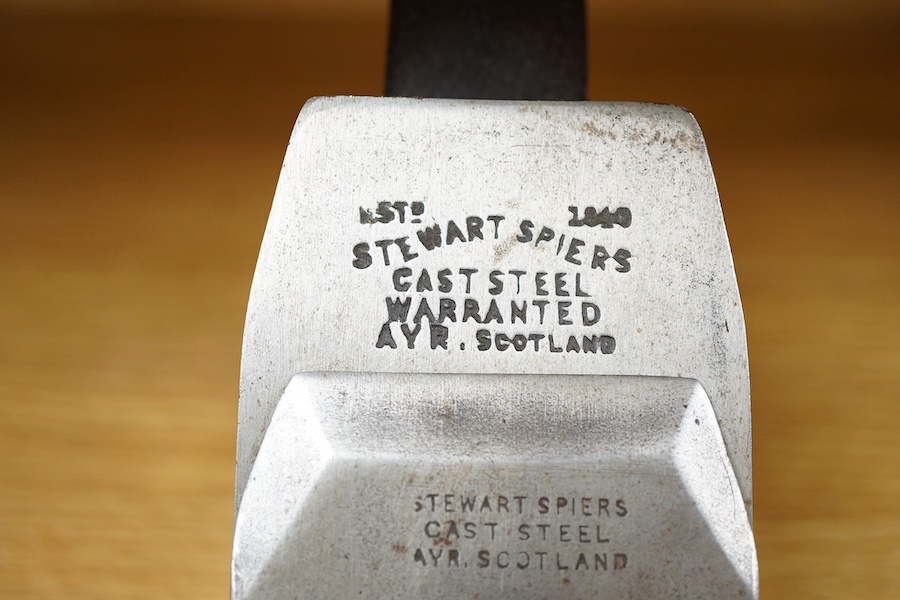 ESTD 1840
STEWART SPIERS
CAST STEEL
WARRANTED
AYR. SCOTLAND
STEWART SPIERS
CAST STEEL
AYR. SCOTLAND